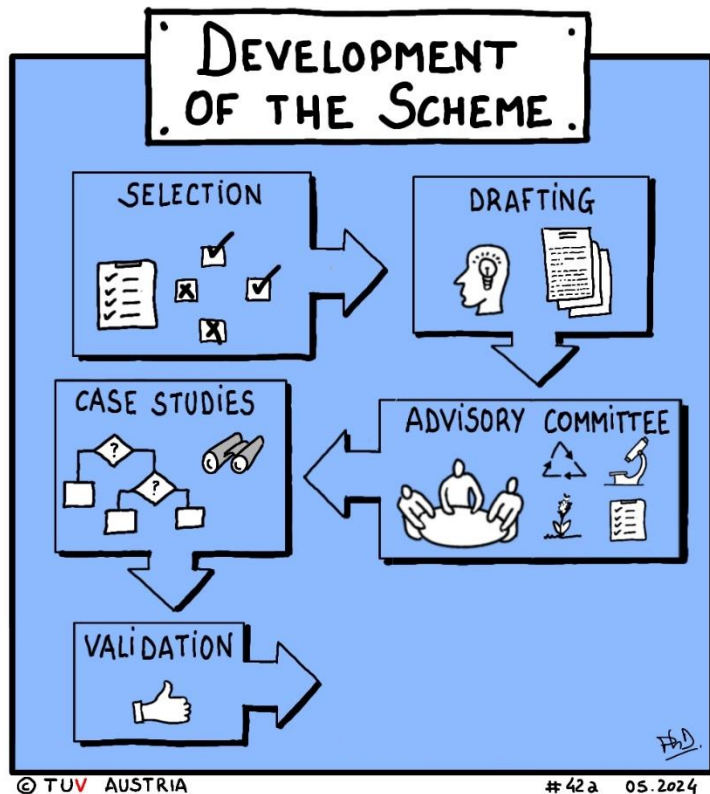 DEVELOPMENT
OF THE SCHEME
SELECTION
DRAFTING
ADVISORY COMMITTEE
CASE STUDIES
?
?
VALIDATION
© TUV AUSTRIA
#42a 05.2024